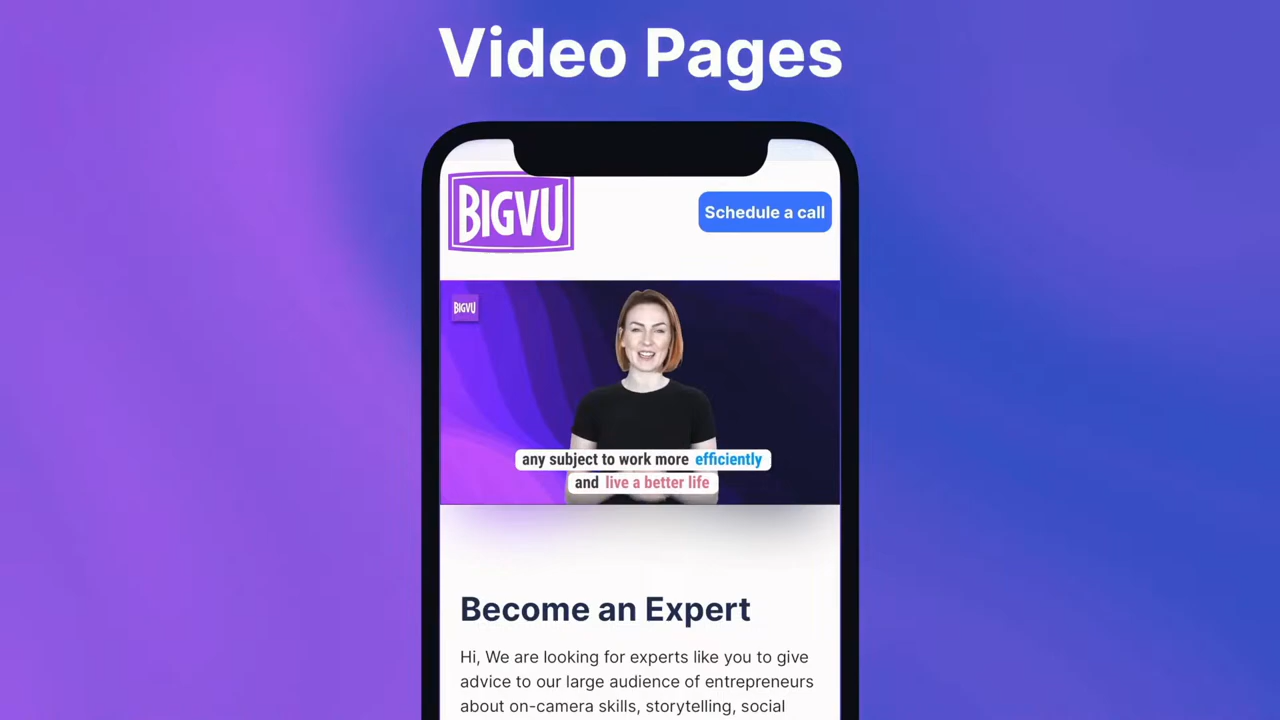 Video Pages
BIGVU
Schedule a call
BIGVU
any subject to work more efficiently
and live a better life
Become an Expert
Hi, We are looking for experts like you to give
advice to our large audience of entrepreneurs
about on-camera skills, storytelling, social